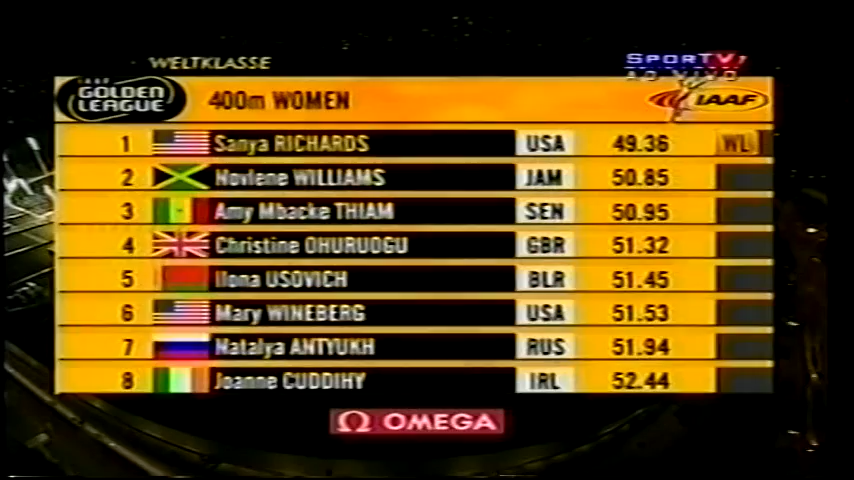 WELTKLASSE
SPORTV
AO VIVO
IAAF
GOLDEN
LEAGUE
400m WOMEN
IAAF
1 Sanya RICHARDS USA 49.36 WL
2 Novlene WILLIAMS JAM 50.85
3 Amy Mbacke THIAM SEN 50.95
4 Christine OHURUOGU GBR 51.32
5 Ilona USOVICH BLR 51.45
6 Mary WINEBERG USA 51.53
7 Natalya ANTYUKH RUS 51.94
8 Joanne CUDDIHY IRL 52.44
Ω OMEGA